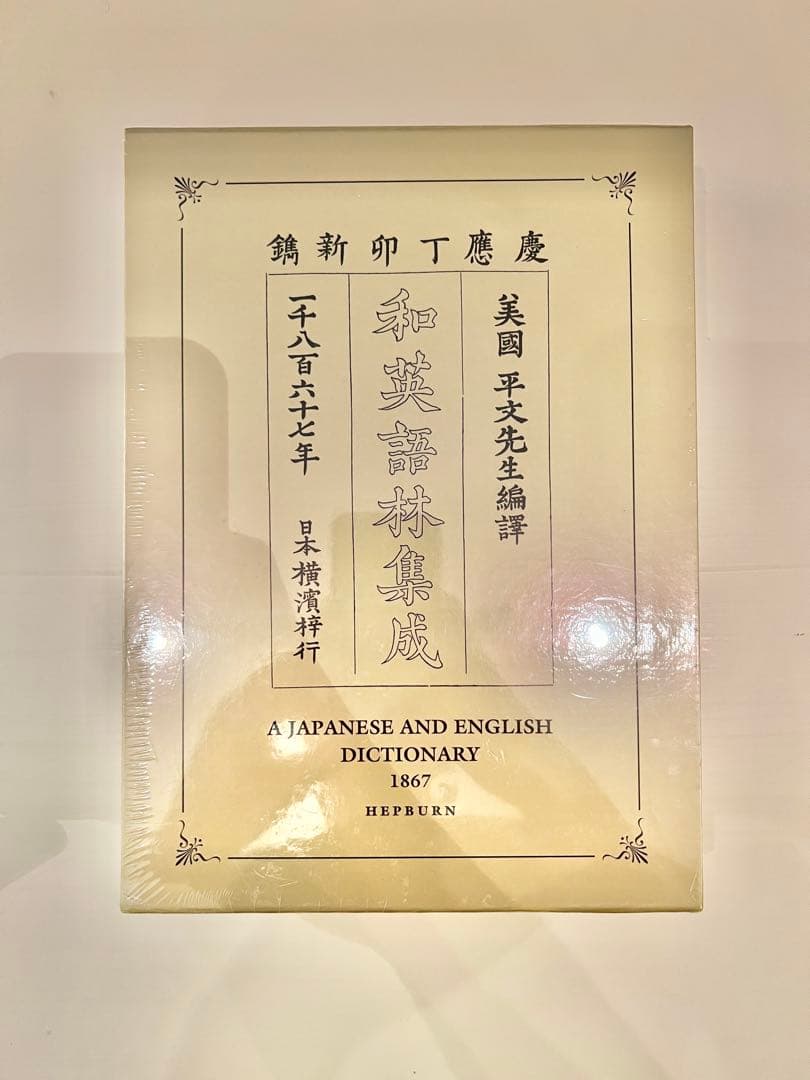 慶應丁卯新鐫
美國 平文先生編譯
和英語林集成
一千八百六十七年 日本橫濱梓行
A JAPANESE AND ENGLISH
DICTIONARY
1867
HEPBURN